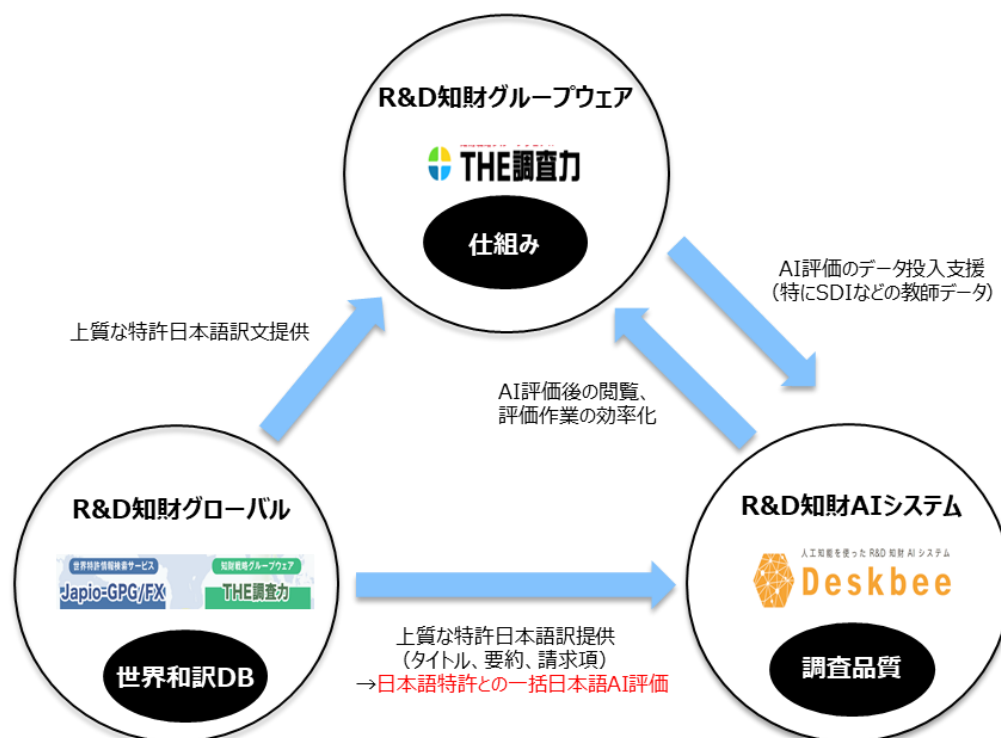 R&D知財グループウェア
THE調査力
仕組み
AI評価のデータ投入支援
（特にSDIなどの教師データ）
上質な特許日本語訳文提供
AI評価後の閲覧、
評価作業の効率化
R&D知財グローバル
世界特許情報検索サービス
Japio-GPG/FX
知財戦略グループウェア
THE調査力
世界和訳DB
上質な特許日本語訳提供
（タイトル、要約、請求項）
→日本語特許との一括日本語AI評価
R&D知財AIシステム
人工知能を使った R&D 知財 AI システム
Deskbee
調査品質